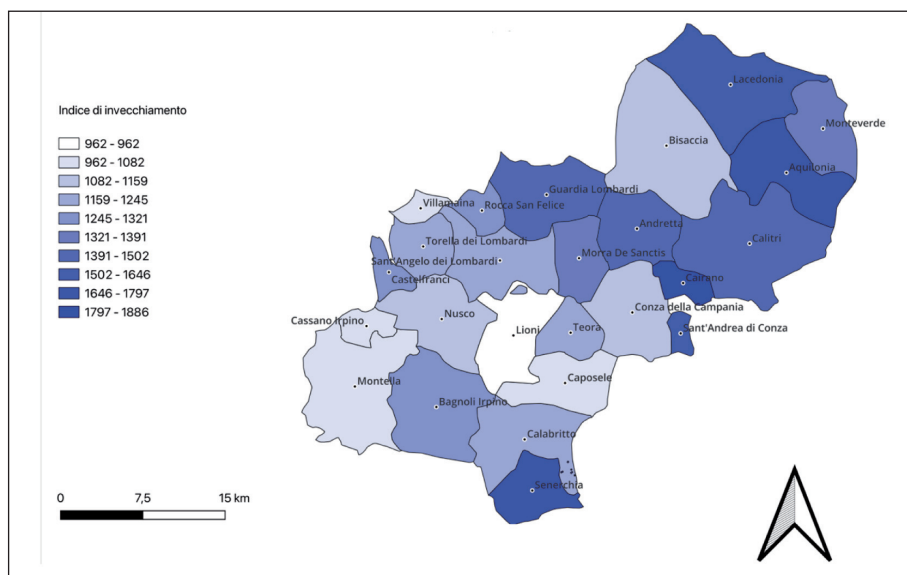 Indice di invecchiamento
962 - 962
962 - 1082
1082 - 1159
1159 - 1245
1245 - 1321
1321 - 1391
1391 - 1502
1502 - 1646
1646 - 1797
1797 - 1886
Lacedonia
Monteverde
Bisaccia
Aquilonia
Guardia Lombardi
Villamaina
Rocca San Felice
Andretta
Calitri
Torella dei Lombardi
Morra De Sanctis
Sant'Angelo dei Lombardi
Castelfranci
Cairano
Conza della Campania
Nusco
Cassano Irpino
Lioni
Teora
Sant'Andrea di Conza
Montella
Caposele
Bagnoli Irpino
Calabritto
Senerchia
0 7,5 15 km